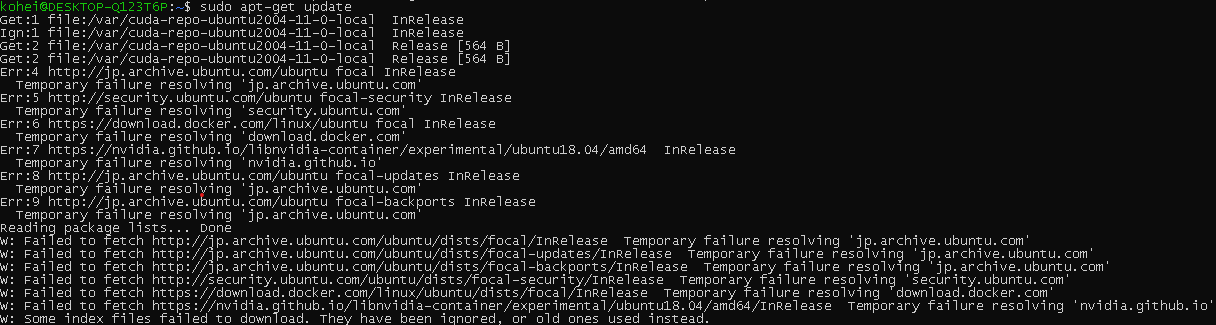 kohei@DESKTOP-Q123T6P:~$ sudo apt-get update
Get:1 file:/var/cuda-repo-ubuntu2004-11-0-local  InRelease
Ign:1 file:/var/cuda-repo-ubuntu2004-11-0-local  InRelease
Get:2 file:/var/cuda-repo-ubuntu2004-11-0-local  Release [564 B]
Get:2 file:/var/cuda-repo-ubuntu2004-11-0-local  Release [564 B]
Err:4 http://jp.archive.ubuntu.com/ubuntu focal InRelease
  Temporary failure resolving 'jp.archive.ubuntu.com'
Err:5 http://security.ubuntu.com/ubuntu focal-security InRelease
  Temporary failure resolving 'security.ubuntu.com'
Err:6 https://download.docker.com/linux/ubuntu focal InRelease
  Temporary failure resolving 'download.docker.com'
Err:7 https://nvidia.github.io/libnvidia-container/experimental/ubuntu18.04/amd64  InRelease
  Temporary failure resolving 'nvidia.github.io'
Err:8 http://jp.archive.ubuntu.com/ubuntu focal-updates InRelease
  Temporary failure resolving 'jp.archive.ubuntu.com'
Err:9 http://jp.archive.ubuntu.com/ubuntu focal-backports InRelease
  Temporary failure resolving 'jp.archive.ubuntu.com'
Reading package lists... Done
W: Failed to fetch http://jp.archive.ubuntu.com/ubuntu/dists/focal/InRelease  Temporary failure resolving 'jp.archive.ubuntu.com'
W: Failed to fetch http://jp.archive.ubuntu.com/ubuntu/dists/focal-updates/InRelease  Temporary failure resolving 'jp.archive.ubuntu.com'
W: Failed to fetch http://jp.archive.ubuntu.com/ubuntu/dists/focal-backports/InRelease  Temporary failure resolving 'jp.archive.ubuntu.com'
W: Failed to fetch http://security.ubuntu.com/ubuntu/dists/focal-security/InRelease  Temporary failure resolving 'security.ubuntu.com'
W: Failed to fetch https://download.docker.com/linux/ubuntu/dists/focal/InRelease  Temporary failure resolving 'download.docker.com'
W: Failed to fetch https://nvidia.github.io/libnvidia-container/experimental/ubuntu18.04/amd64/InRelease  Temporary failure resolving 'nvidia.github.io'
W: Some index files failed to download. They have been ignored, or old ones used instead.